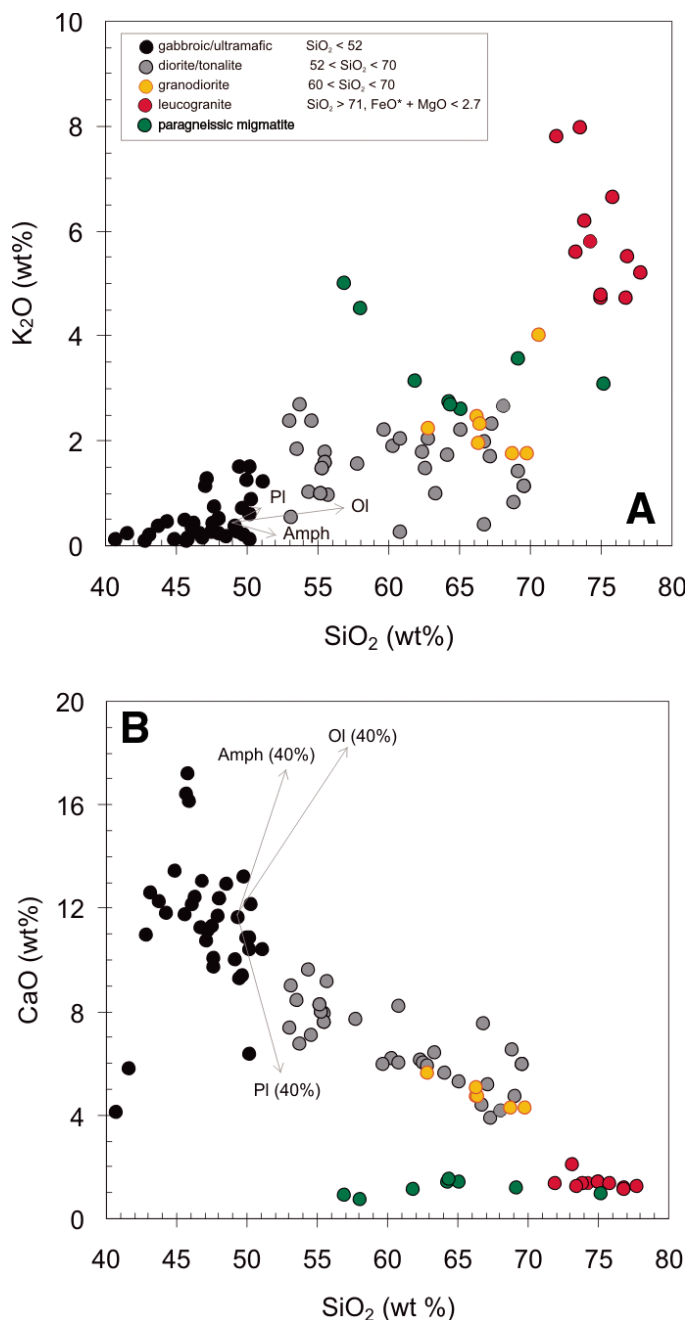 10
gabbroic/ultramafic SiO₂ < 52
diorite/tonalite 52 < SiO₂ < 70
granodiorite 60 < SiO₂ < 70
leucogranite SiO₂ > 71, FeO* + MgO < 2.7
paragneissic migmatite
8
6
K₂O (wt%)
4
2
Pl
Ol
Amph
A
0
40 45 50 55 60 65 70 75 80
SiO₂ (wt%)
20
B
Ol (40%)
Amph (40%)
16
12
CaO (wt%)
8
Pl (40%)
4
0
40 45 50 55 60 65 70 75 80
SiO₂ (wt %)